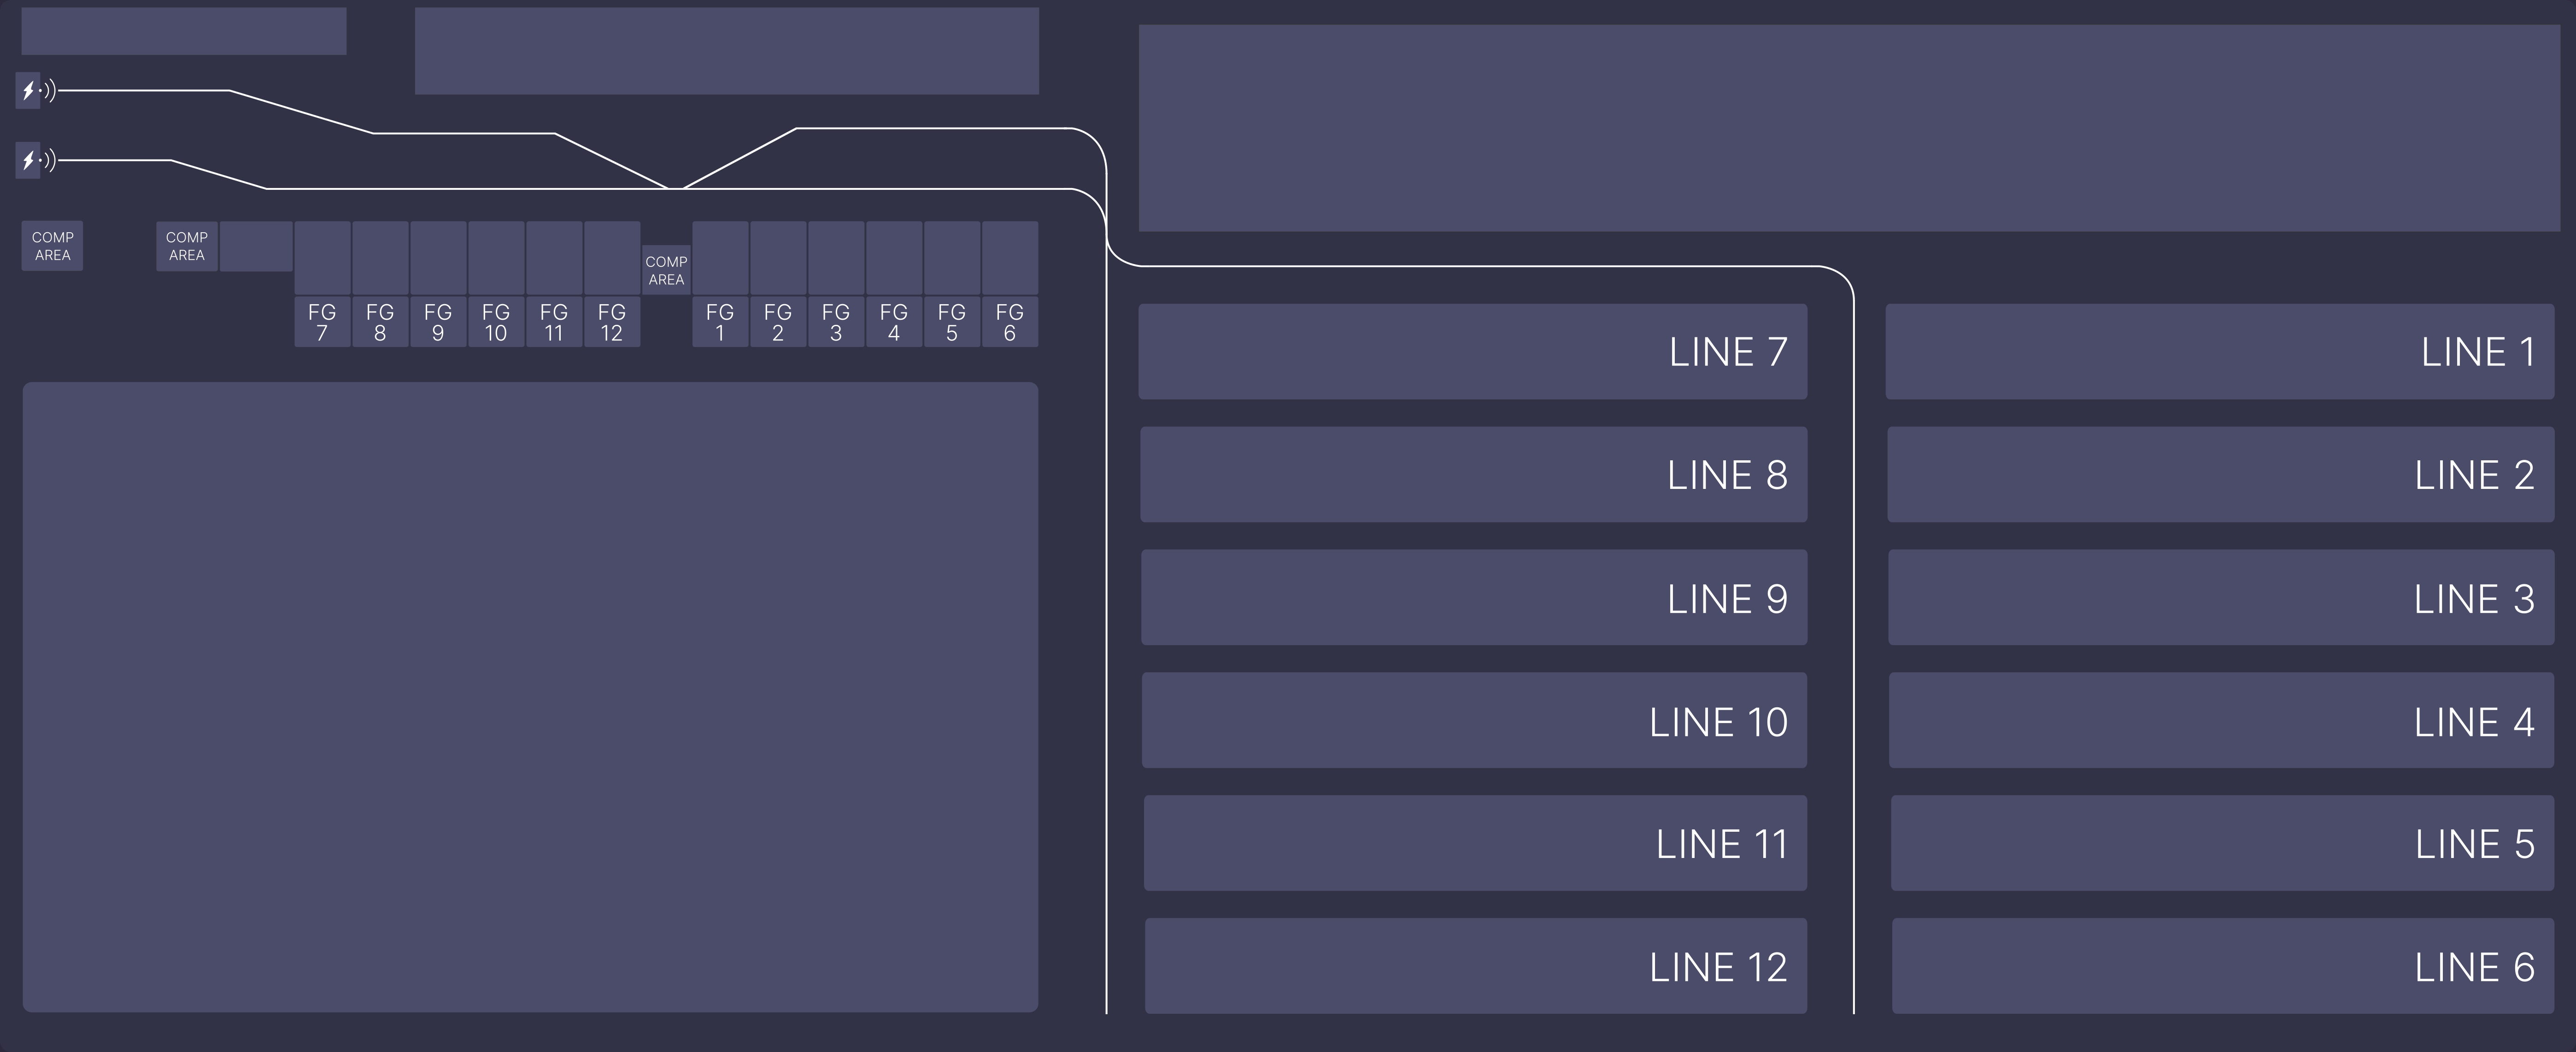 COMP
AREA
COMP
AREA
COMP
AREA
FG
7
FG
8
FG
9
FG
10
FG
11
FG
12
FG
1
FG
2
FG
3
FG
4
FG
5
FG
6
LINE 7
LINE 8
LINE 9
LINE 10
LINE 11
LINE 12
LINE 1
LINE 2
LINE 3
LINE 4
LINE 5
LINE 6